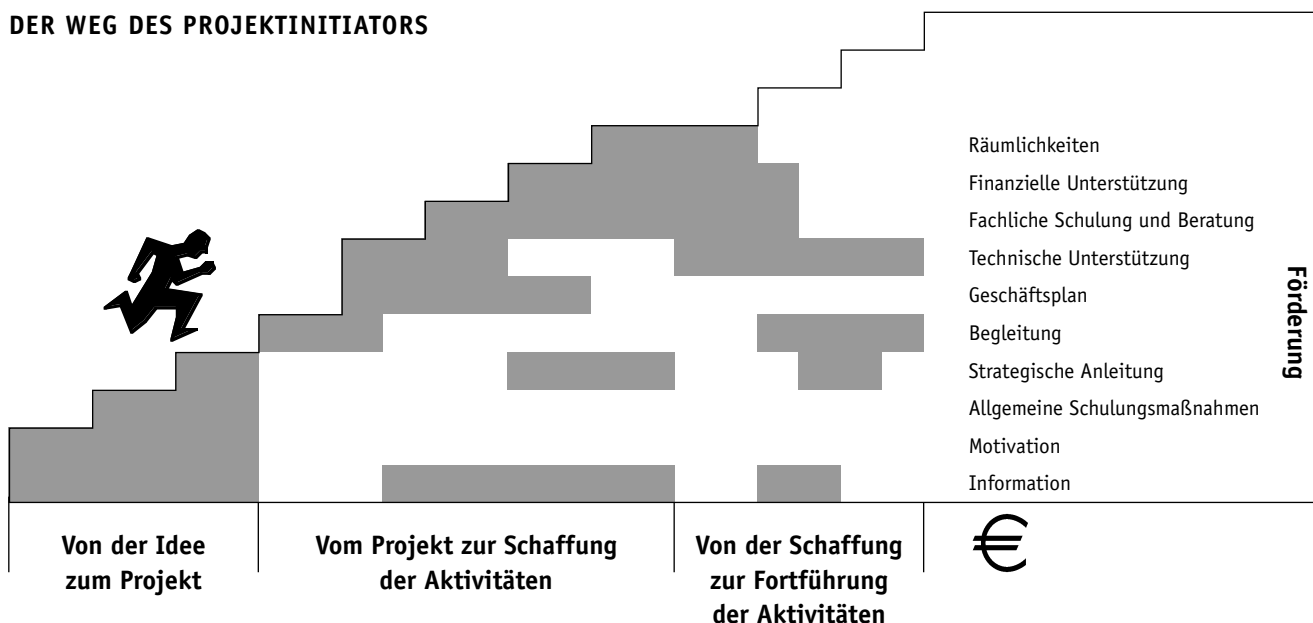 DER WEG DES PROJEKTINITIATORS
Räumlichkeiten
Finanzielle Unterstützung
Fachliche Schulung und Beratung
Technische Unterstützung
Geschäftsplan
Begleitung
Strategische Anleitung
Allgemeine Schulungsmaßnahmen
Motivation
Information
Förderung
Von der Idee
zum Projekt
Vom Projekt zur Schaffung
der Aktivitäten
Von der Schaffung
zur Fortführung
der Aktivitäten
€